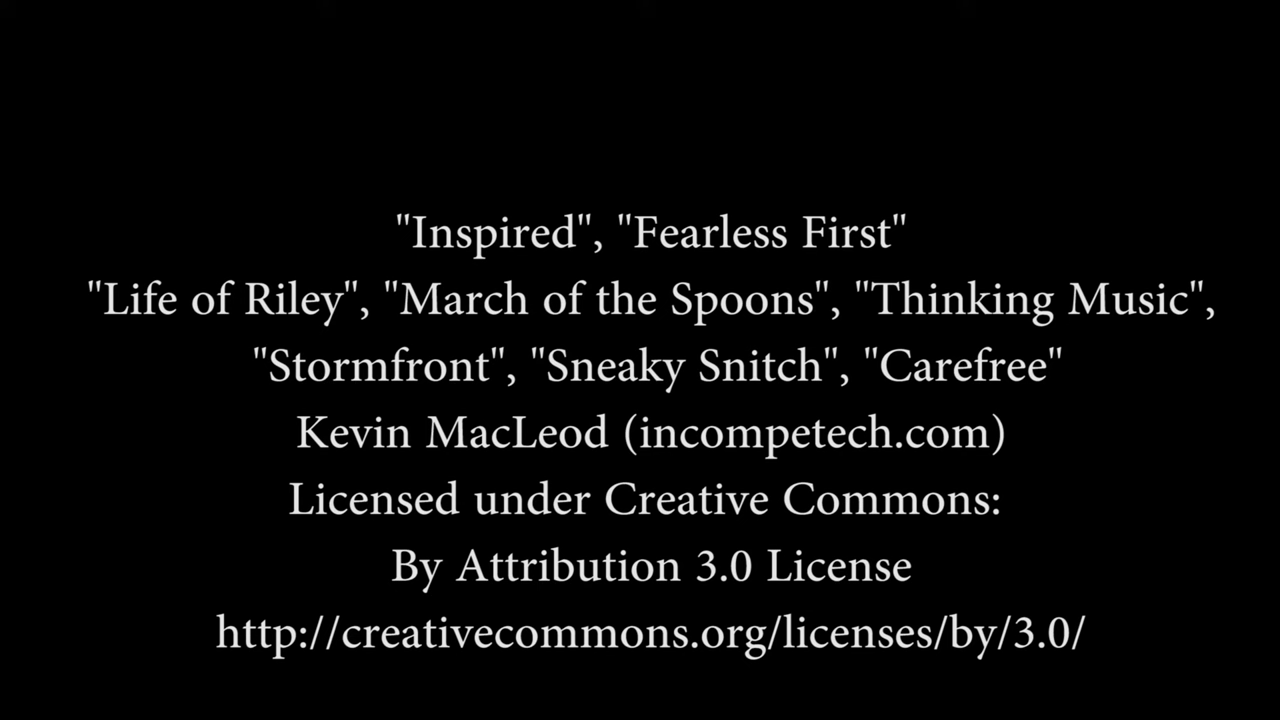 "Inspired", "Fearless First"
"Life of Riley", "March of the Spoons", "Thinking Music",
"Stormfront", "Sneaky Snitch", "Carefree"
Kevin MacLeod (incompetech.com)
Licensed under Creative Commons:
By Attribution 3.0 License
http://creativecommons.org/licenses/by/3.0/